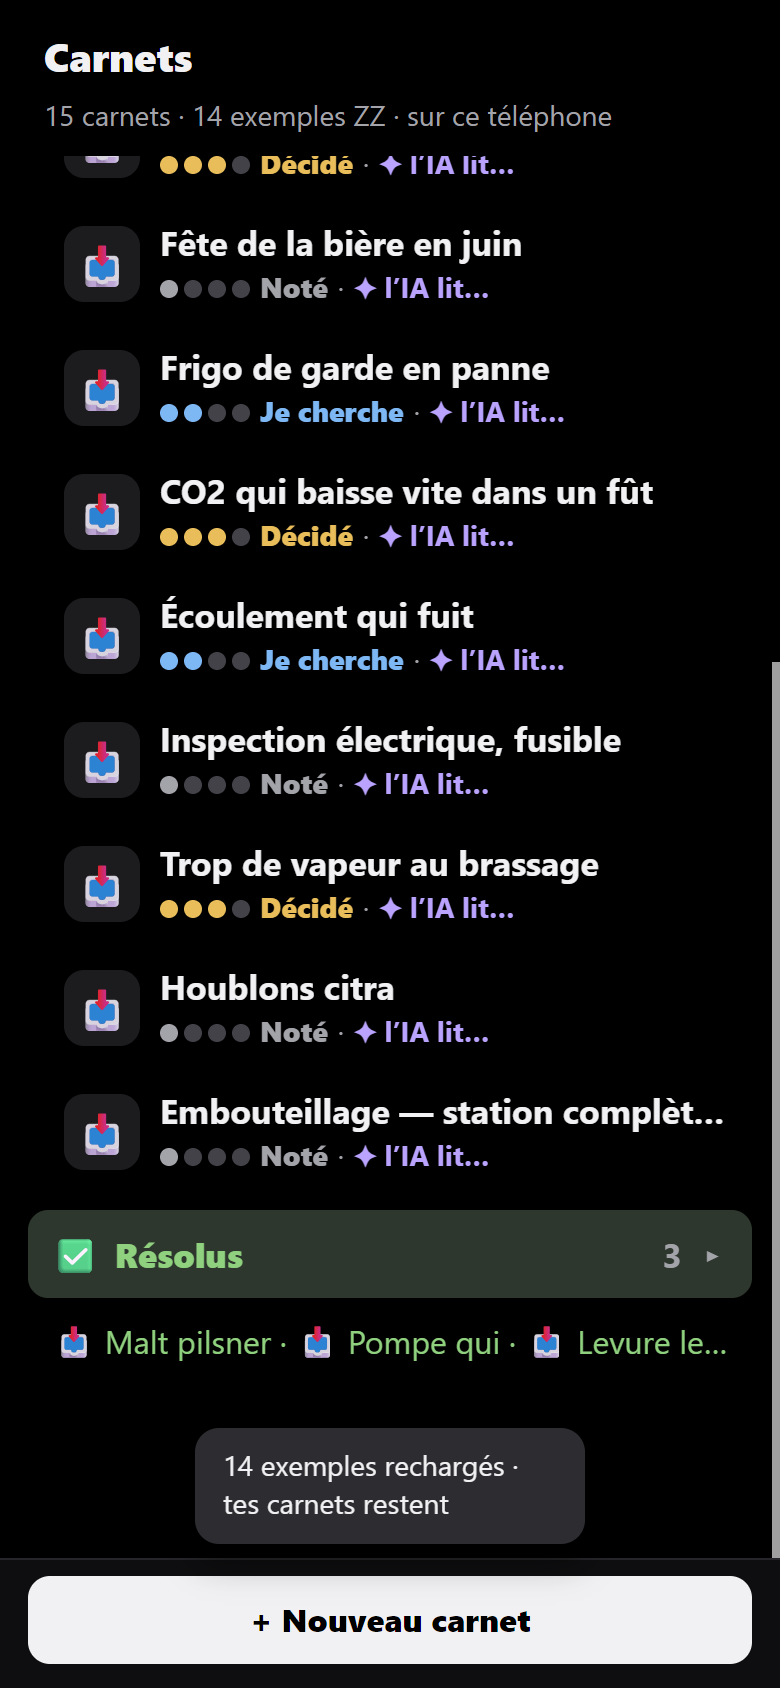 Carnets
15 carnets · 14 exemples ZZ · sur ce téléphone
Décidé · ✦ l’IA lit…
Fête de la bière en juin
Noté · ✦ l’IA lit…
Frigo de garde en panne
Je cherche · ✦ l’IA lit…
CO2 qui baisse vite dans un fût
Décidé · ✦ l’IA lit…
Écoulement qui fuit
Je cherche · ✦ l’IA lit…
Inspection électrique, fusible
Noté · ✦ l’IA lit…
Trop de vapeur au brassage
Décidé · ✦ l’IA lit…
Houblons citra
Noté · ✦ l’IA lit…
Embouteillage — station complèt…
Noté · ✦ l’IA lit…
Résolus 3 ▸
Malt pilsner · Pompe qui · Levure le…
14 exemples rechargés ·
tes carnets restent
+ Nouveau carnet